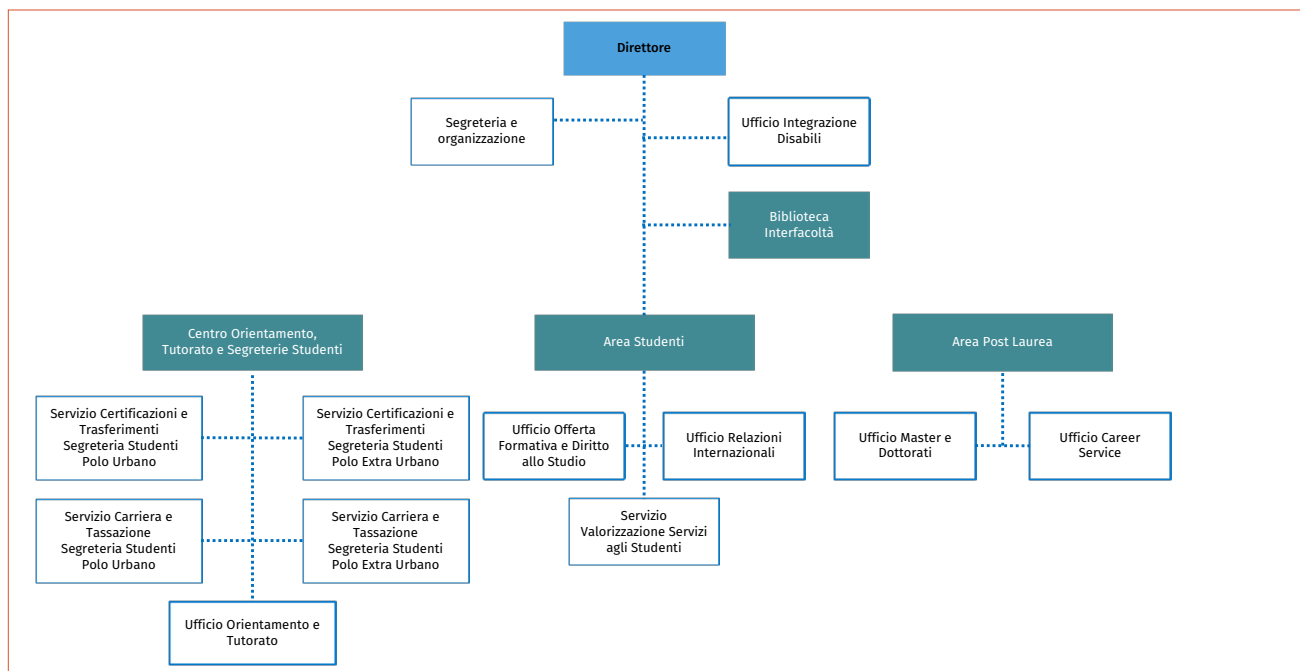 Direttore
Segreteria e
organizzazione
Ufficio Integrazione
Disabili
Biblioteca
Interfacoltà
Centro Orientamento,
Tutorato e Segreterie Studenti
Area Studenti
Area Post Laurea
Servizio Certificazioni e
Trasferimenti
Segreteria Studenti
Polo Urbano
Servizio Certificazioni e
Trasferimenti
Segreteria Studenti
Polo Extra Urbano
Ufficio Offerta
Formativa e Diritto
allo Studio
Ufficio Relazioni
Internazionali
Ufficio Master e
Dottorati
Ufficio Career
Service
Servizio Carriera e
Tassazione
Segreteria Studenti
Polo Urbano
Servizio Carriera e
Tassazione
Segreteria Studenti
Polo Extra Urbano
Servizio
Valorizzazione Servizi
agli Studenti
Ufficio Orientamento e
Tutorato